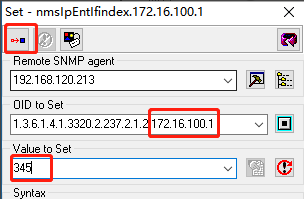 Set - nmsIpEntIfindex.172.16.100.1
Remote SNMP agent
192.168.120.213
OID to Set
1.3.6.1.4.1.3320.2.237.2.1.2.172.16.100.1
Value to Set
345
Syntax